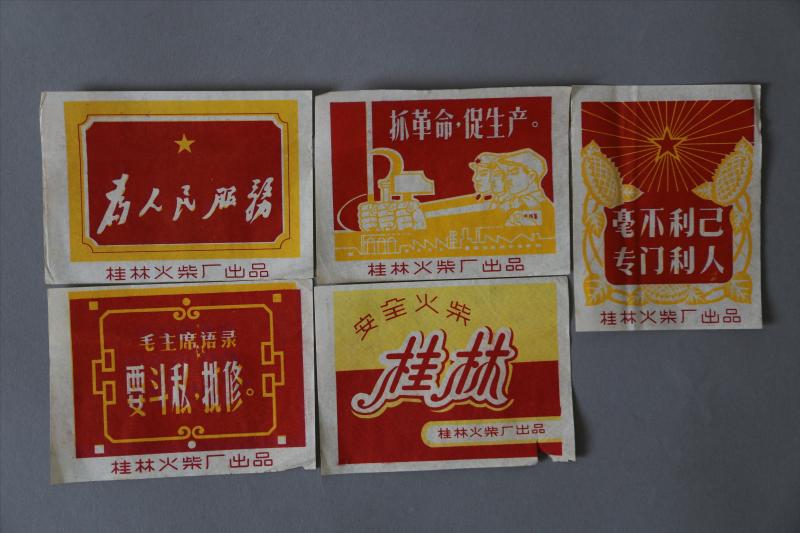 为人民服务
桂林火柴厂出品
抓革命·促生产。
桂林火柴厂出品
毫不利己
专门利人
桂林火柴厂出品
毛主席语录
要斗私,批修。
桂林火柴厂出品
安全火柴
桂林
桂林火柴厂出品